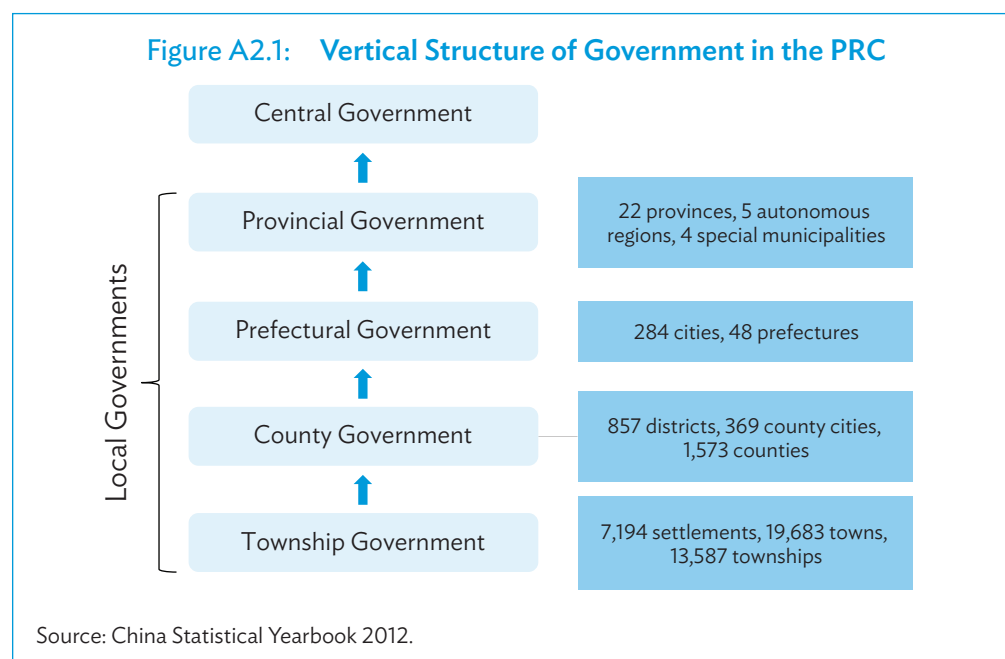 Figure A2.1: Vertical Structure of Government in the PRC
Central Government
Local Governments
Provincial Government
22 provinces, 5 autonomous
regions, 4 special municipalities
Prefectural Government
284 cities, 48 prefectures
County Government
857 districts, 369 county cities,
1,573 counties
Township Government
7,194 settlements, 19,683 towns,
13,587 townships
Source: China Statistical Yearbook 2012.